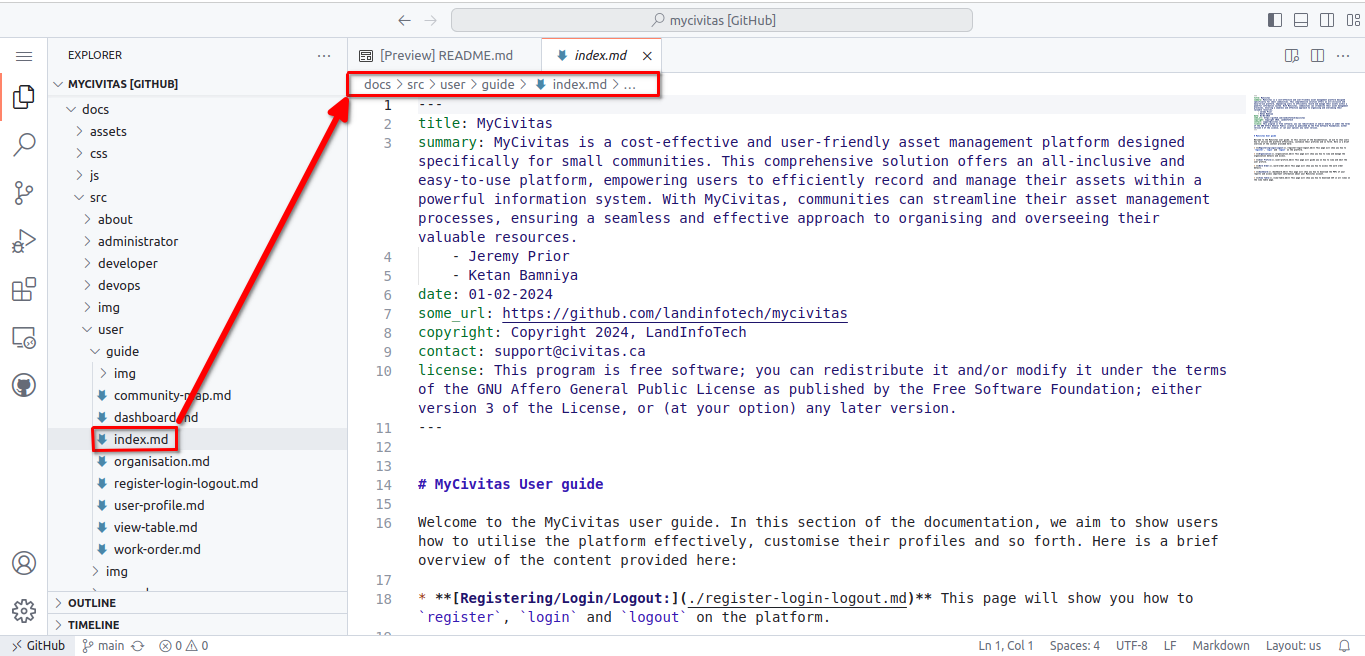 mycivitas [GitHub]
EXPLORER
MYCIVITAS [GITHUB]
docs
assets
css
js
src
about
administrator
developer
devops
img
user
guide
img
community-map.md
dashboard.md
index.md
organisation.md
register-login-logout.md
user-profile.md
view-table.md
work-order.md
img
OUTLINE
TIMELINE
[Preview] README.md
index.md
docs > src > user > guide > index.md > ...
1 ---
2 title: MyCivitas
3 summary: MyCivitas is a cost-effective and user-friendly asset management platform designed
specifically for small communities. This comprehensive solution offers an all-inclusive and
easy-to-use platform, empowering users to efficiently record and manage their assets within a
powerful information system. With MyCivitas, communities can streamline their asset management
processes, ensuring a seamless and effective approach to organising and overseeing their
valuable resources.
4 - Jeremy Prior
5 - Ketan Bamniya
6 date: 01-02-2024
7 some_url: https://github.com/landinfotech/mycivitas
8 copyright: Copyright 2024, LandInfoTech
9 contact: support@civitas.ca
10 license: This program is free software; you can redistribute it and/or modify it under the terms
of the GNU Affero General Public License as published by the Free Software Foundation; either
version 3 of the License, or (at your option) any later version.
11 ---
12
13
14 # MyCivitas User guide
15
16 Welcome to the MyCivitas user guide. In this section of the documentation, we aim to show users
how to utilise the platform effectively, customise their profiles and so forth. Here is a brief
overview of the content provided here:
17
18 * **[Registering/Login/Logout:](./register-login-logout.md)** This page will show you how to
`register`, `login` and `logout` on the platform.
GitHub main 0 0 Ln 1, Col 1 Spaces: 4 UTF-8 LF Markdown Layout: us